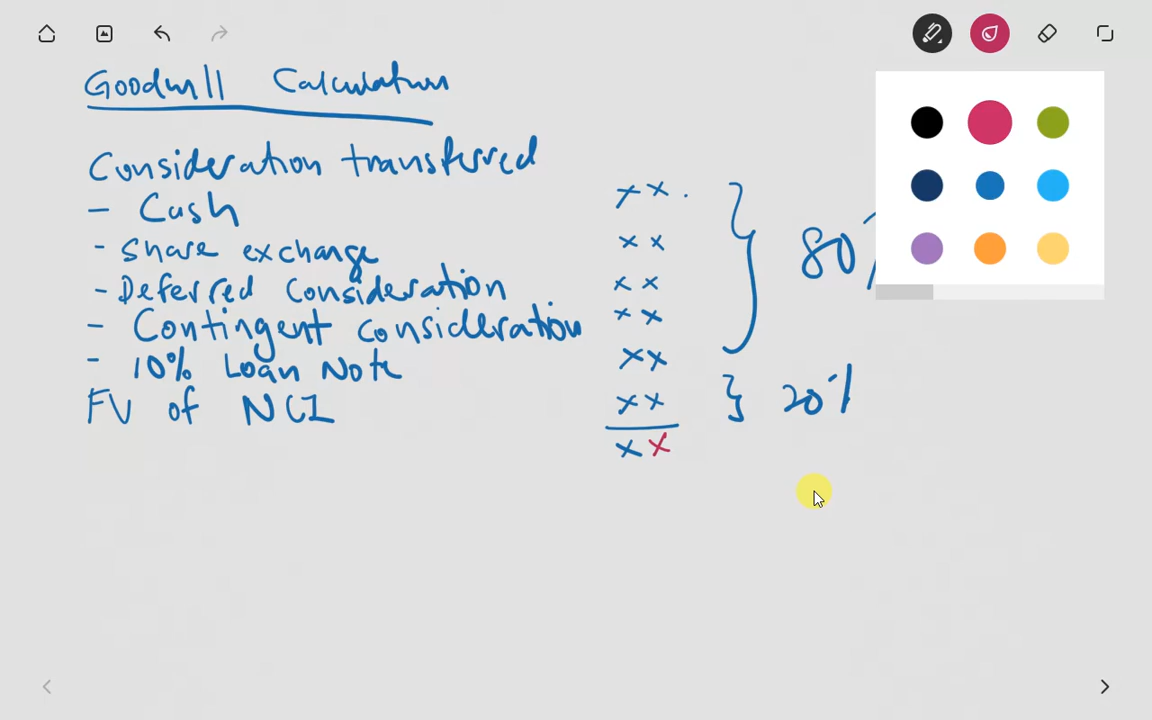 Goodwill Calculation
Consideration transferred
- Cash xx.
- Share exchange xx
- Deferred Consideration xx
- Contingent consideration xx
- 10% Loan Note xx
FV of NCI xx
xx
80%
20%